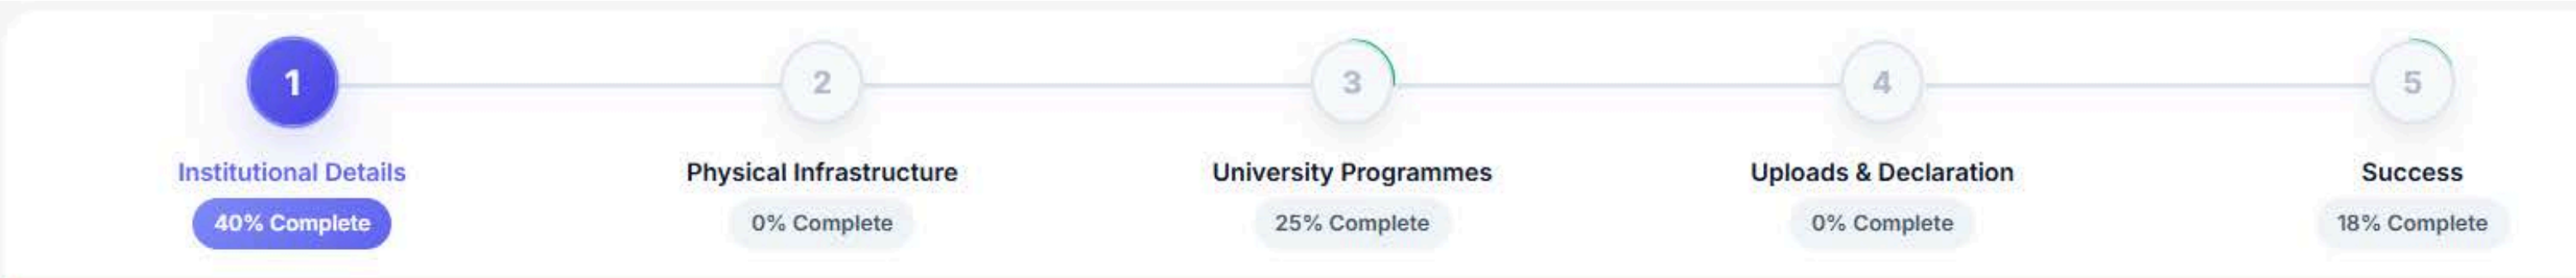 1
2
3
4
5
Institutional Details
Physical Infrastructure
University Programmes
Uploads & Declaration
Success
40% Complete
0% Complete
25% Complete
0% Complete
18% Complete